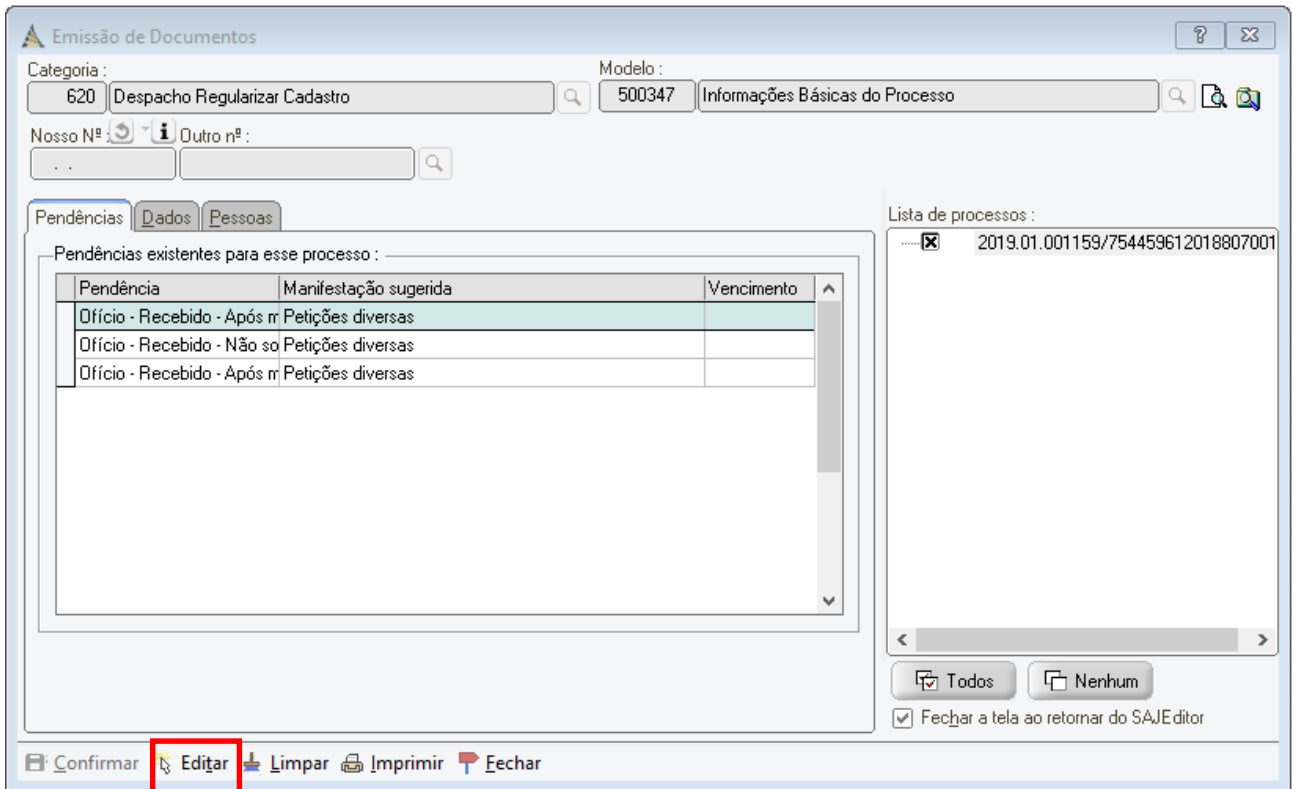 Emissão de Documentos
Categoria :
620 Despacho Regularizar Cadastro
Modelo :
500347 Informações Básicas do Processo
Nosso Nº : Outro nº :
. .
Pendências Dados Pessoas
Pendências existentes para esse processo :
Pendência Manifestação sugerida Vencimento
Ofício - Recebido - Após m Petições diversas
Ofício - Recebido - Não so Petições diversas
Ofício - Recebido - Após m Petições diversas
Lista de processos :
2019.01.001159/754459612018807001
Todos Nenhum
Fechar a tela ao retornar do SAJEditor
Confirmar Editar Limpar Imprimir Fechar